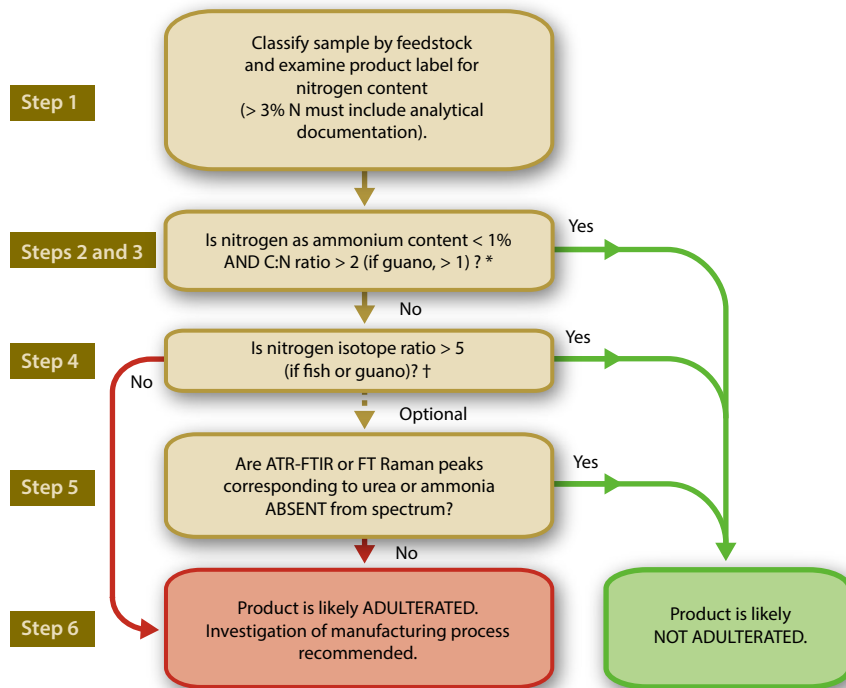 Step 1
Classify sample by feedstock
and examine product label for
nitrogen content
(> 3% N must include analytical
documentation).
Steps 2 and 3
Is nitrogen as ammonium content < 1%
AND C:N ratio > 2 (if guano, > 1) ? *
Yes
No
Step 4
Is nitrogen isotope ratio > 5
(if fish or guano)? †
Yes
No
Optional
Step 5
Are ATR-FTIR or FT Raman peaks
corresponding to urea or ammonia
ABSENT from spectrum?
Yes
No
Step 6
Product is likely ADULTERATED.
Investigation of manufacturing process
recommended.
Product is likely
NOT ADULTERATED.